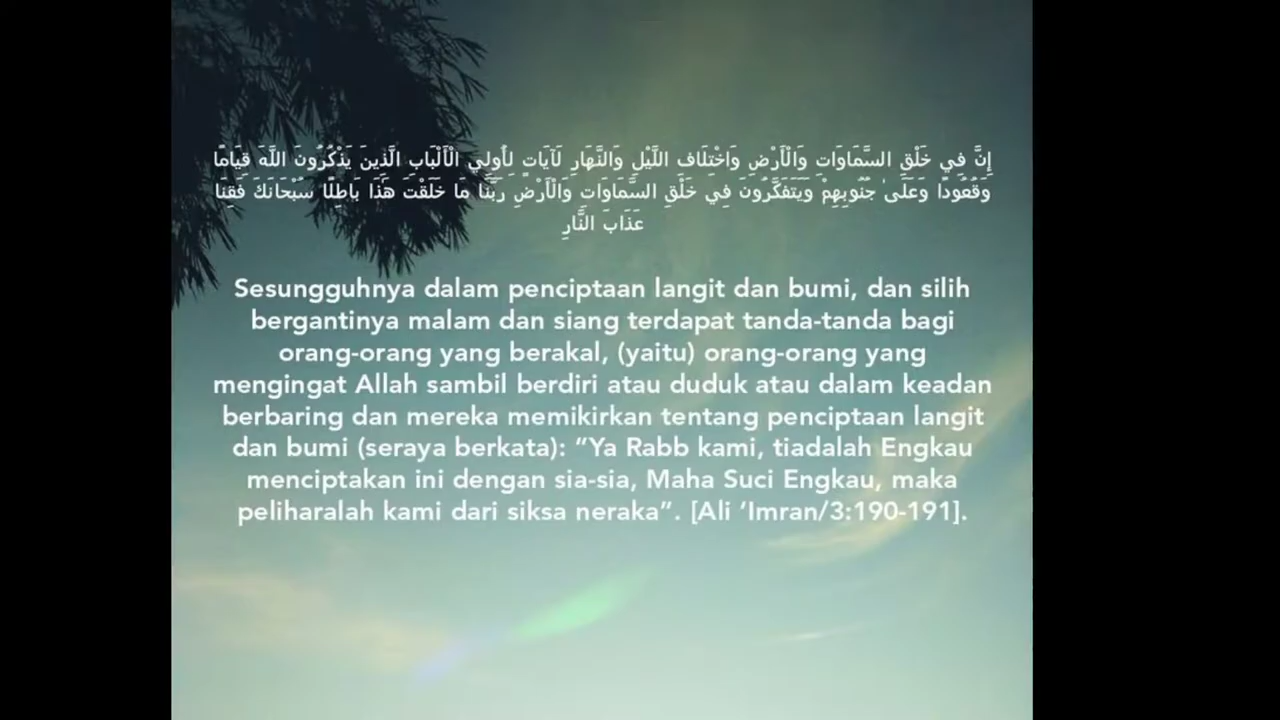 إِنَّ فِي خَلْقِ السَّمَاوَاتِ وَالْأَرْضِ وَاخْتِلَافِ اللَّيْلِ وَالنَّهَارِ لَآيَاتٍ لِأُولِي الْأَلْبَابِ الَّذِينَ يَذْكُرُونَ اللَّهَ قِيَامًا
وَقُعُودًا وَعَلَىٰ جُنُوبِهِمْ وَيَتَفَكَّرُونَ فِي خَلْقِ السَّمَاوَاتِ وَالْأَرْضِ رَبَّنَا مَا خَلَقْتَ هَٰذَا بَاطِلًا سُبْحَانَكَ فَقِنَا
عَذَابَ النَّارِ
Sesungguhnya dalam penciptaan langit dan bumi, dan silih
bergantinya malam dan siang terdapat tanda-tanda bagi
orang-orang yang berakal, (yaitu) orang-orang yang
mengingat Allah sambil berdiri atau duduk atau dalam keadan
berbaring dan mereka memikirkan tentang penciptaan langit
dan bumi (seraya berkata): “Ya Rabb kami, tiadalah Engkau
menciptakan ini dengan sia-sia, Maha Suci Engkau, maka
peliharalah kami dari siksa neraka”. [Ali ’Imran/3:190-191].